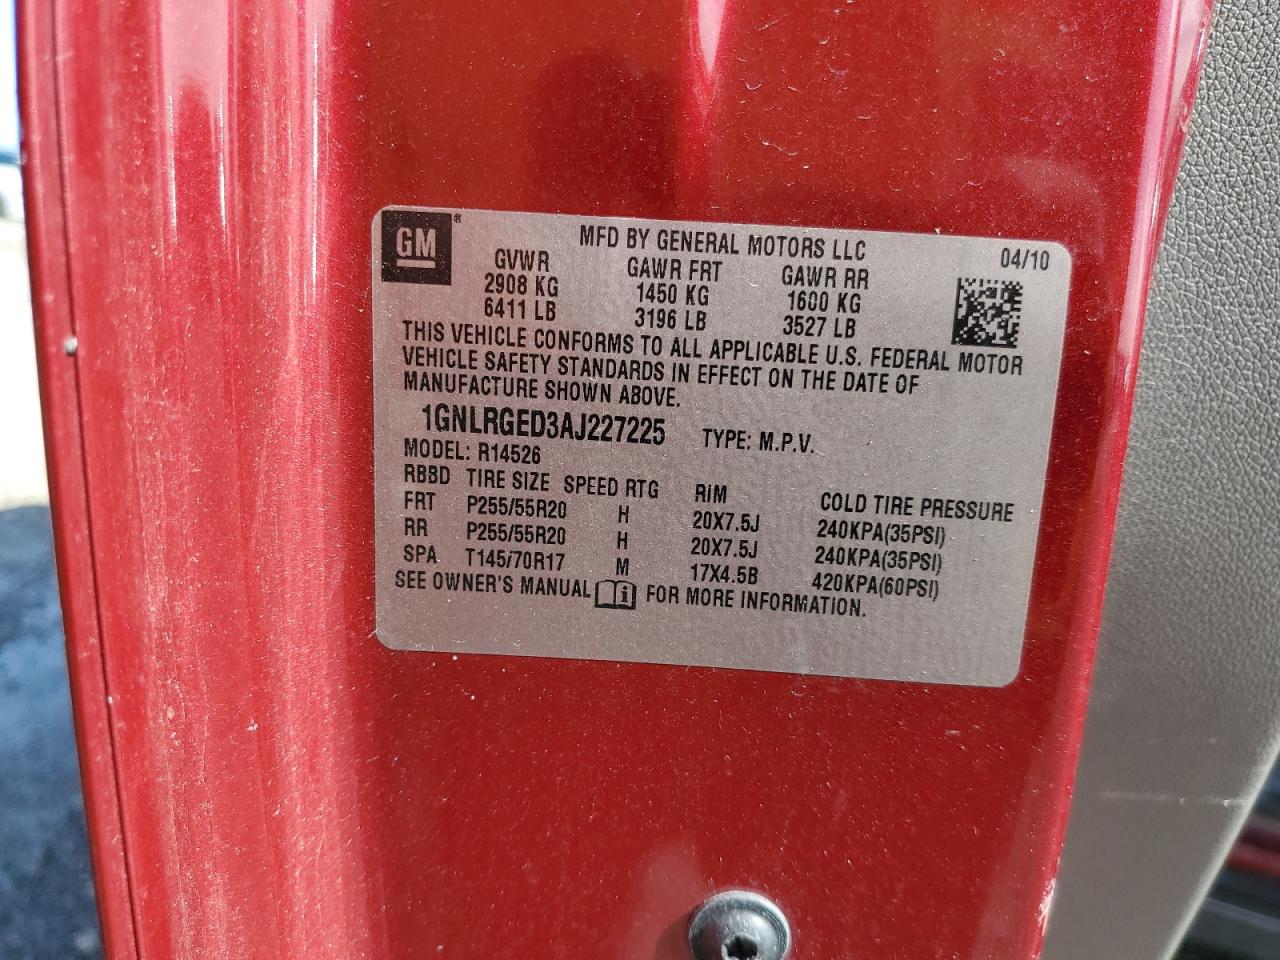 GM ®
MFD BY GENERAL MOTORS LLC 04/10
GVWR GAWR FRT GAWR RR
2908 KG 1450 KG 1600 KG
6411 LB 3196 LB 3527 LB
THIS VEHICLE CONFORMS TO ALL APPLICABLE U.S. FEDERAL MOTOR
VEHICLE SAFETY STANDARDS IN EFFECT ON THE DATE OF
MANUFACTURE SHOWN ABOVE.
1GNLRGED3AJ227225 TYPE: M.P.V.
MODEL: R14526
RBBD TIRE SIZE SPEED RTG RIM COLD TIRE PRESSURE
FRT P255/55R20 H 20X7.5J 240KPA(35PSI)
RR P255/55R20 H 20X7.5J 240KPA(35PSI)
SPA T145/70R17 M 17X4.5B 420KPA(60PSI)
SEE OWNER'S MANUAL i FOR MORE INFORMATION.